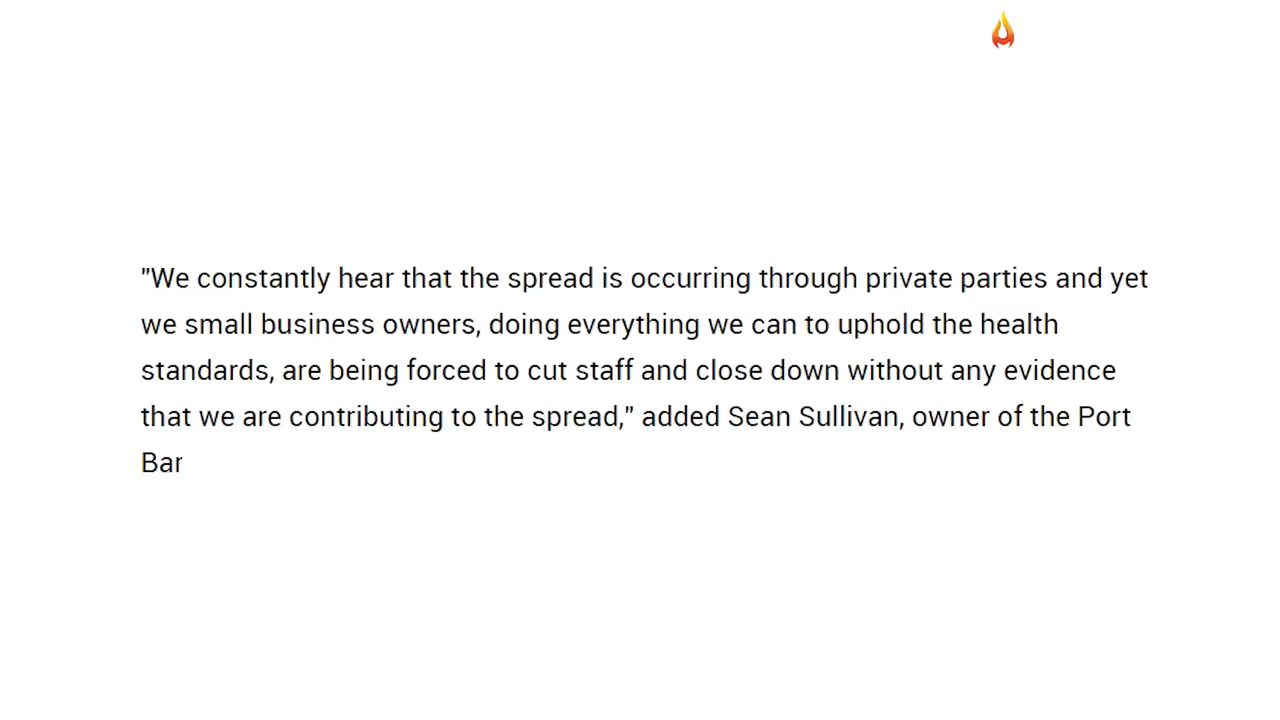 "We constantly hear that the spread is occurring through private parties and yet
we small business owners, doing everything we can to uphold the health
standards, are being forced to cut staff and close down without any evidence
that we are contributing to the spread," added Sean Sullivan, owner of the Port
Bar